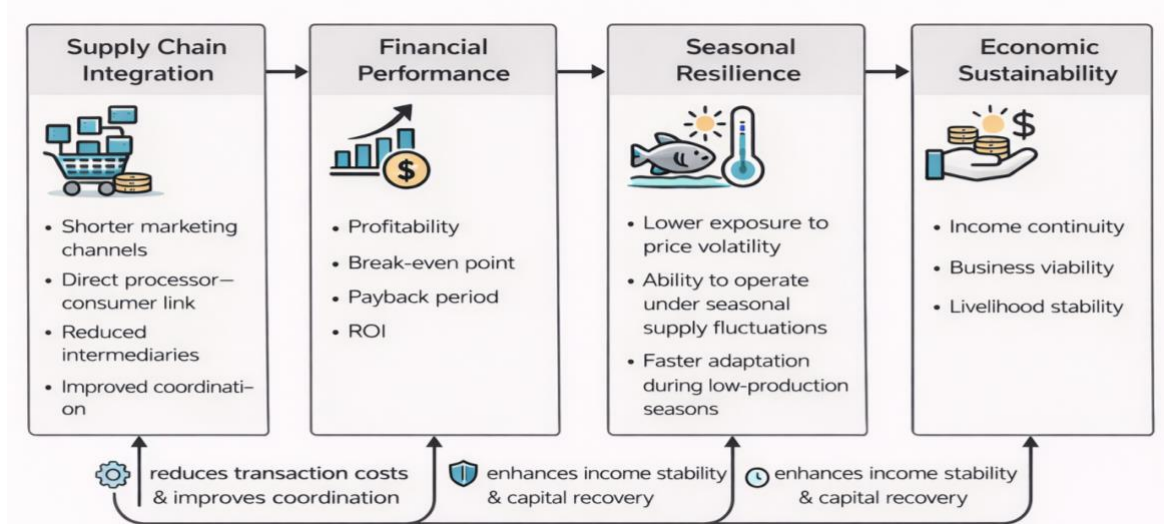 Supply Chain
Integration
• Shorter marketing
channels
• Direct processor–
consumer link
• Reduced
intermediaries
• Improved coordinati–
on
Financial
Performance
$
• Profitability
• Break-even point
• Payback period
• ROI
Seasonal
Resilience
• Lower exposure to
price volatility
• Ability to operate
under seasonal
supply fluctuations
• Faster adaptation
during low-production
seasons
Economic
Sustainability
$
• Income continuity
• Business viability
• Livelihood stability
reduces transaction costs
& improves coordination
enhances income stability
& capital recovery
enhances income stability
& capital recovery